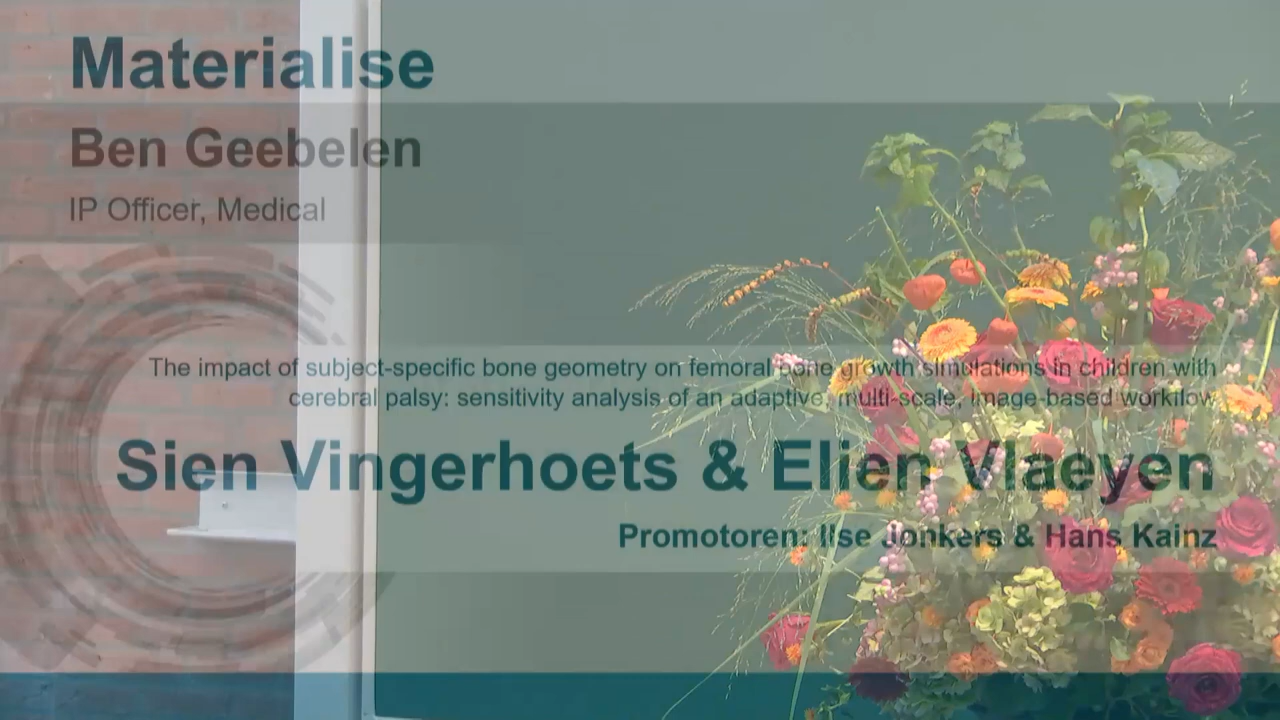 Materialise
Ben Geebelen
IP Officer, Medical
The impact of subject-specific bone geometry on femoral bone growth simulations in children with
cerebral palsy: sensitivity analysis of an adaptive, multi-scale, image-based workflow
Sien Vingerhoets & Elien Vlaeyen
Promotoren: Ilse Jonkers & Hans Kainz